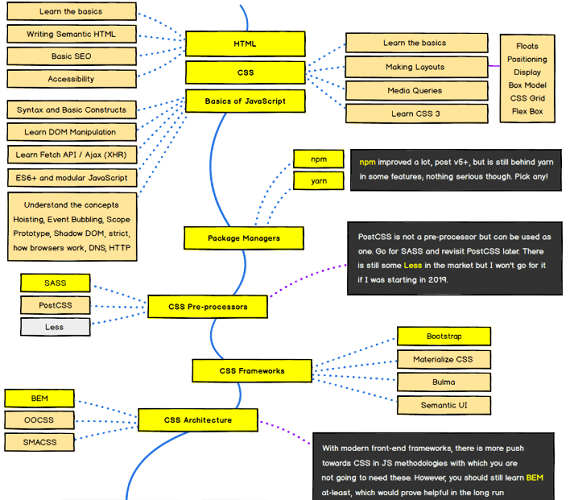 Learn the basics
Writing Semantic HTML
Basic SEO
Accessibility
HTML
CSS
Basics of JavaScript
Learn the basics
Making Layouts
Media Queries
Learn CSS 3
Floats
Positioning
Display
Box Model
CSS Grid
Flex Box
Syntax and Basic Constructs
Learn DOM Manipulation
Learn Fetch API / Ajax (XHR)
ES6+ and modular JavaScript
Understand the concepts
Hoisting, Event Bubbling, Scope
Prototype, Shadow DOM, strict,
how browsers work, DNS, HTTP
npm
yarn
npm improved a lot, post v5+, but is still behind yarn
in some features; nothing serious though. Pick any!
Package Managers
PostCSS is not a pre-processor but can be used as
one. Go for SASS and revisit PostCSS later. There
is still some Less in the market but I won't go for it
if I was starting in 2019.
SASS
PostCSS
Less
CSS Pre-processors
CSS Frameworks
Bootstrap
Materialize CSS
Bulma
Semantic UI
BEM
OOCSS
SMACSS
CSS Architecture
With modern front-end frameworks, there is more push
towards CSS in JS methodologies with which you are
not going to need these. However, you should still learn BEM
at-least, which would prove helpful in the long run